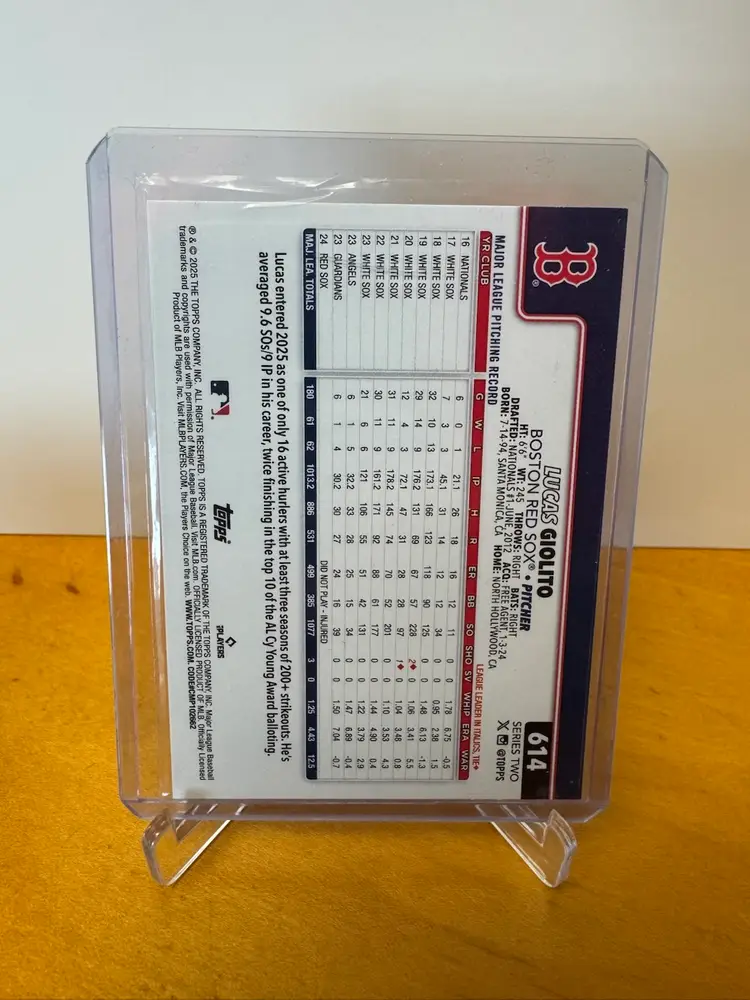 B
®
614
SERIES TWO
@TOPPS
LUCAS GIOLITO
BOSTON RED SOX® • PITCHER
HT: 6'6" WT: 245 THROWS: RIGHT BATS: RIGHT
DRAFTED: NATIONALS #1-JUNE, 2012 ACQ: FREE AGENT, 1-3-24
BORN: 7-14-94, SANTA MONICA, CA HOME: NORTH HOLLYWOOD, CA
MAJOR LEAGUE PITCHING RECORD LEAGUE LEADER IN ITALICS, TIE♦
YR CLUB G W L IP H R ER BB SO SHO SV WHIP ERA WAR
16 NATIONALS 6 0 1 21.1 26 18 16 12 11 0 0 1.78 6.75 -0.5
17 WHITE SOX 7 3 3 45.1 31 14 12 12 34 0 0 0.95 2.38 1.5
18 WHITE SOX 32 10 13 173.1 166 123 118 90 125 0 0 1.48 6.13 -1.3
19 WHITE SOX 29 14 9 176.2 131 69 67 57 228 2♦ 0 1.06 3.41 5.5
20 WHITE SOX 12 4 3 72.1 47 31 28 28 97 1♦ 0 1.04 3.48 0.8
21 WHITE SOX 31 11 9 178.2 145 74 70 52 201 0 0 1.10 3.53 4.3
22 WHITE SOX 30 11 9 161.2 171 92 88 61 177 0 0 1.44 4.90 0.4
23 WHITE SOX 21 6 6 121 106 55 51 42 131 0 0 1.22 3.79 2.9
23 ANGELS 6 1 5 32.2 33 28 25 15 34 0 0 1.47 6.89 -0.4
23 GUARDIANS 6 1 4 30.2 30 27 24 16 39 0 0 1.50 7.04 -0.7
24 RED SOX DID NOT PLAY - INJURED
MAJ. LEA. TOTALS 180 61 62 1013.2 886 531 499 385 1077 3 0 1.25 4.43 12.5
Lucas entered 2025 as one of only 16 active hurlers with at least three seasons of 200+ strikeouts. He's
averaged 9.6 SOs/9 IP in his career, twice finishing in the top 10 of the AL Cy Young Award balloting.
topps
PLAYERS
® & © 2025 THE TOPPS COMPANY, INC. ALL RIGHTS RESERVED. TOPPS IS A REGISTERED TRADEMARK OF THE TOPPS COMPANY, INC. Major League Baseball
trademarks and copyrights are used with permission of Major League Baseball. Visit MLB.com. OFFICIALLY LICENSED PRODUCT OF MLB. Officially Licensed
Product of MLB Players, Inc. Visit MLBPLAYERS.COM, the Players Choice on the web. WWW.TOPPS.COM. CODE#CMP102662